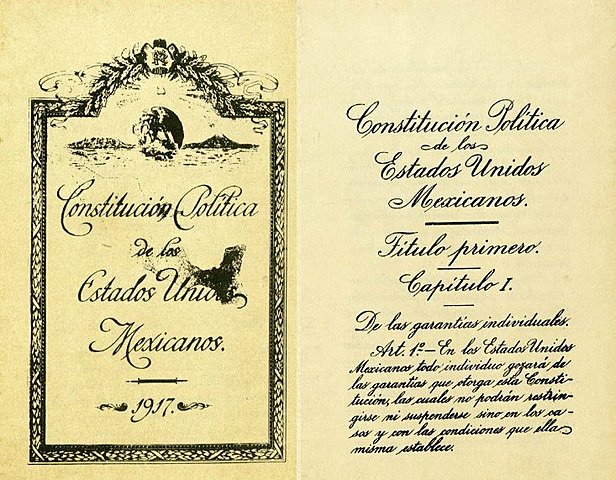 Constitución Política
de los
Estados Unidos
Mexicanos.
1917.
Constitución Política
de los
Estados Unidos
Mexicanos.
Título primero.
Capítulo I.
De las garantías individuales.
Art. 1º.— En los Estados Unidos
Mexicanos todo individuo gozará de
las garantías que otorga esta Consti-
tución, las cuales no podrán restrin-
girse ni suspenderse sino en los ca-
sos y con las condiciones que ella
misma establece.